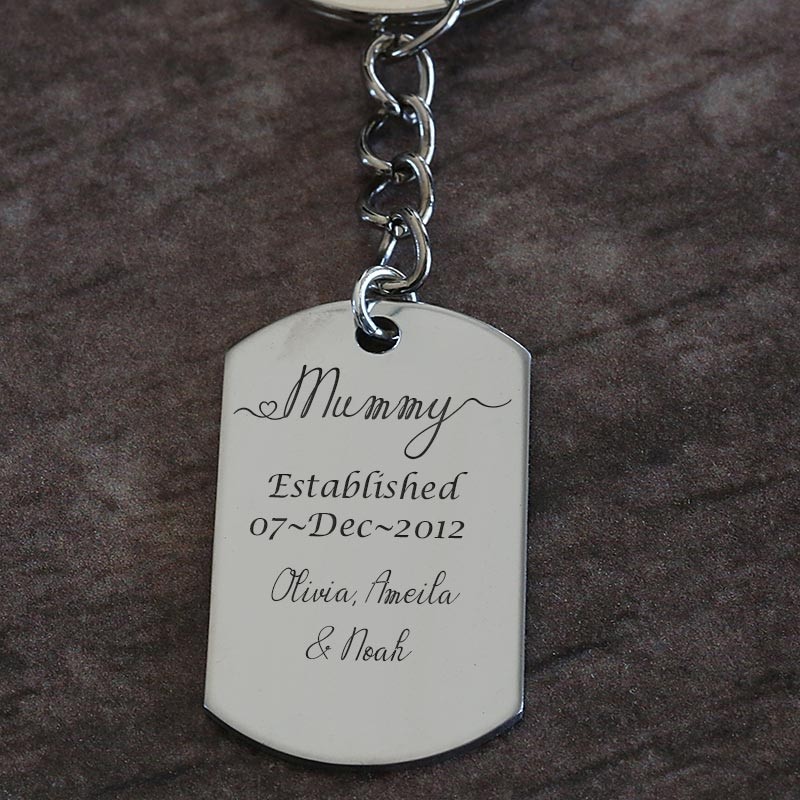 Mummy
Established
07~Dec~2012
Olivia, Ameila
& Noah